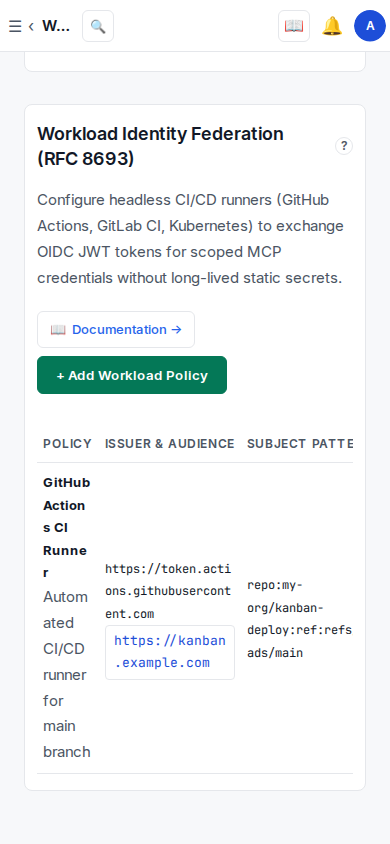 W...
A
Workload Identity Federation
(RFC 8693)
?
Configure headless CI/CD runners (GitHub
Actions, GitLab CI, Kubernetes) to exchange
OIDC JWT tokens for scoped MCP
credentials without long-lived static secrets.
Documentation →
+ Add Workload Policy
POLICY ISSUER & AUDIENCE SUBJECT PATTE
GitHub
Action
s CI
Runne
r
Autom
ated
CI/CD
runner
for
main
branch
https://token.acti
ons.githubusercont
ent.com
https://kanban
.example.com
repo:my-
org/kanban-
deploy:ref:refs
ads/main